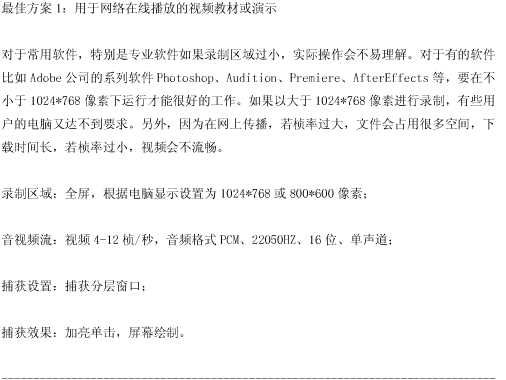 最佳方案 1：用于网络在线播放的视频教材或演示
对于常用软件，特别是专业软件如果录制区域过小，实际操作会不易理解。对于有的软件
比如 Adobe 公司的系列软件 Photoshop、Audition、Premiere、AfterEffects 等，要在不
小于 1024*768 像素下运行才能很好的工作。如果以大于 1024*768 像素进行录制，有些用
户的电脑又达不到要求。另外，因为在网上传播，若桢率过大，文件会占用很多空间，下
载时间长，若桢率过小，视频会不流畅。
录制区域：全屏，根据电脑显示设置为 1024*768 或 800*600 像素；
音视频流：视频 4-12 桢/秒，音频格式 PCM、22050HZ、16 位、单声道；
捕获设置：捕获分层窗口；
捕获效果：加亮单击，屏幕绘制。